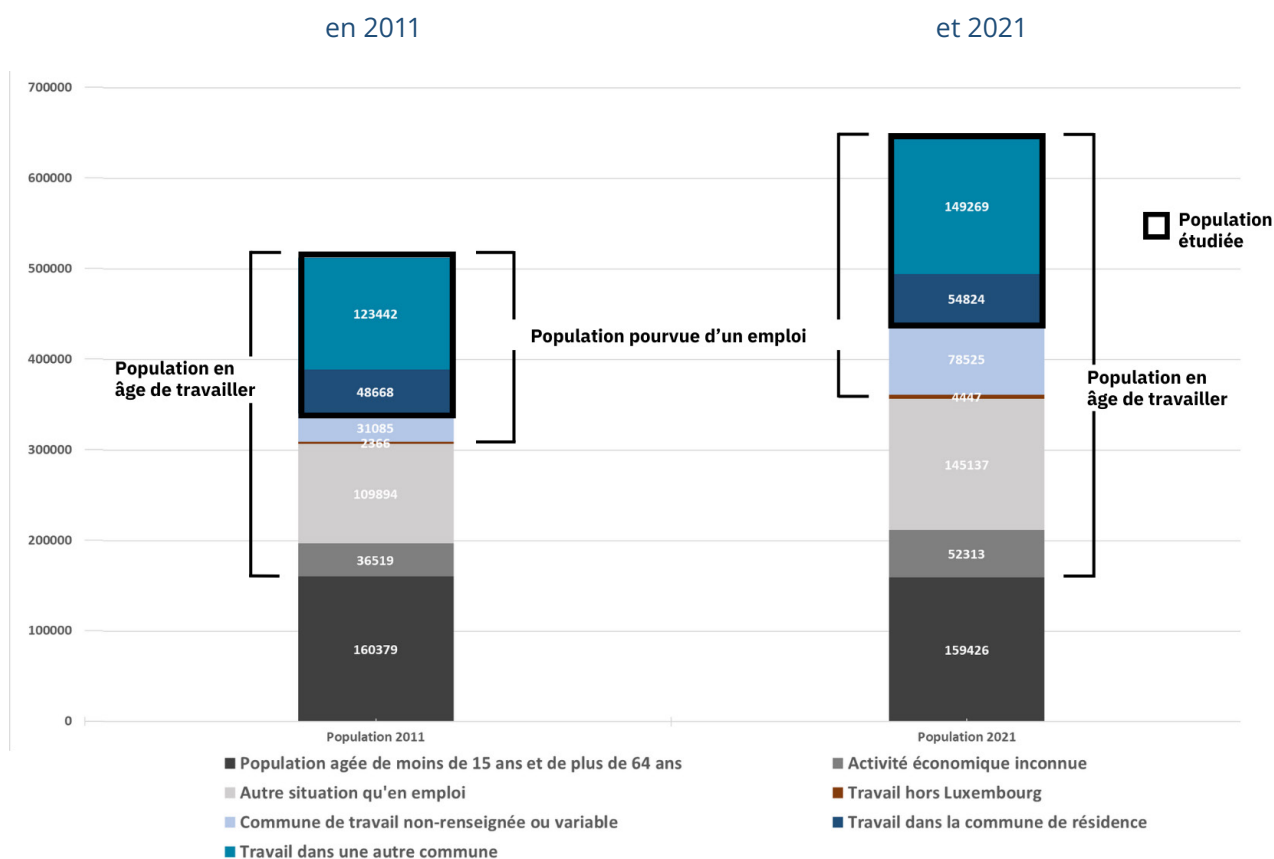 en 2011
et 2021
700000
600000
500000
400000
300000
200000
100000
0
123442
48668
31085
2366
109894
36519
160379
Population en
âge de travailler
Population pourvue d'un emploi
149269
54824
78525
4447
145137
52313
159426
Population en
âge de travailler
Population
étudiée
Population 2011
Population 2021
Population agée de moins de 15 ans et de plus de 64 ans
Activité économique inconnue
Autre situation qu'en emploi
Travail hors Luxembourg
Commune de travail non-renseignée ou variable
Travail dans la commune de résidence
Travail dans une autre commune